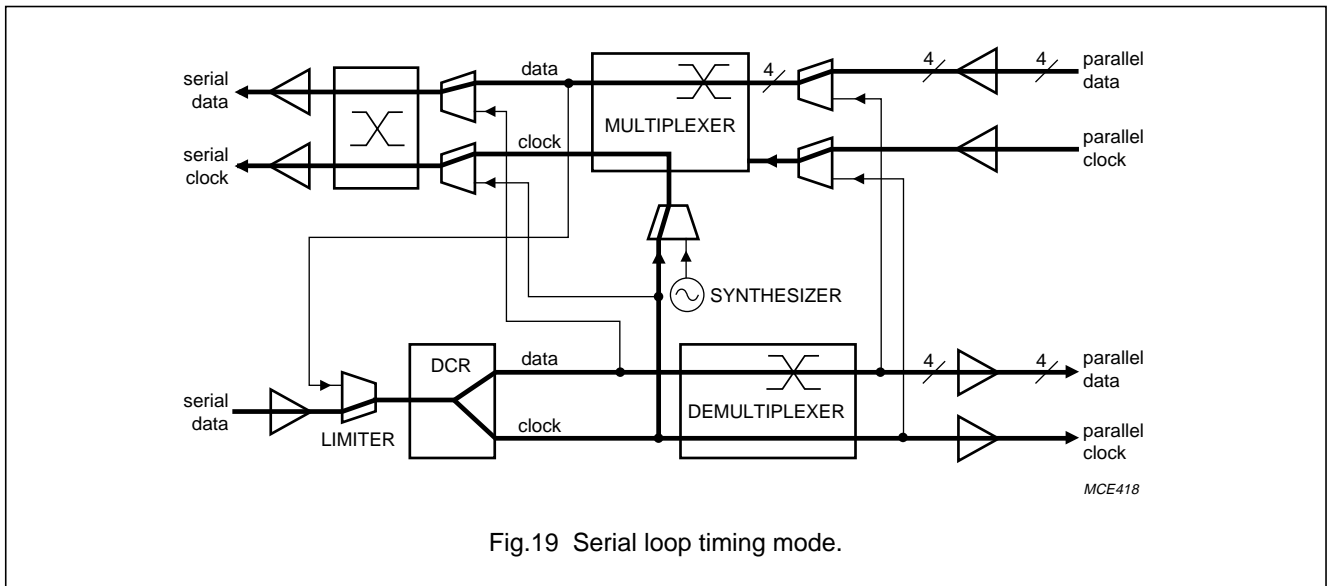 serial
data
data
4
4
4
parallel
data
MULTIPLEXER
serial
clock
clock
parallel
clock
SYNTHESIZER
DCR
data
4
4
parallel
data
serial
data
LIMITER
DEMULTIPLEXER
clock
parallel
clock
MCE418
Fig.19 Serial loop timing mode.